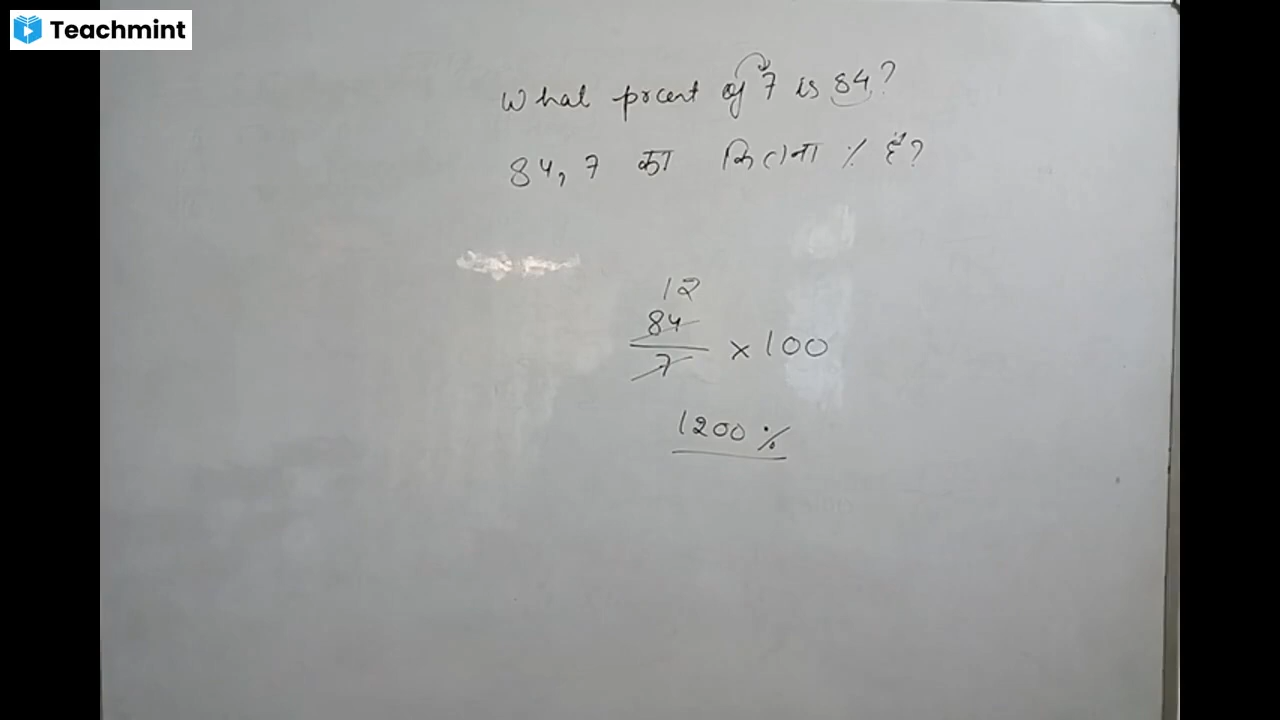 Teachmint
What prcent of 7 is 84?
84, 7 का कितना % है?
12
84
7 × 100
1200 %